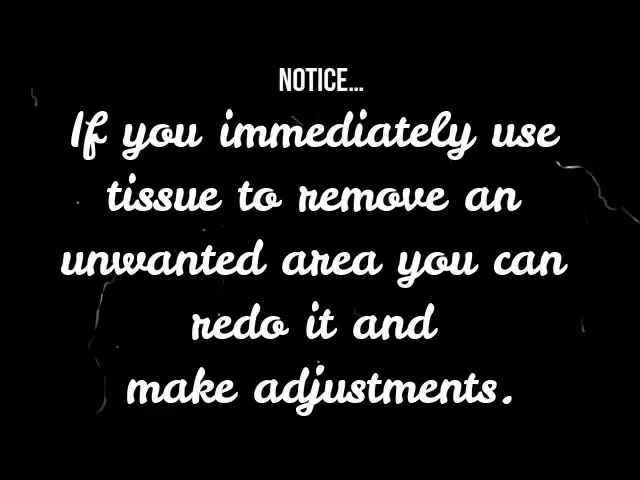 NOTICE...
If you immediately use
tissue to remove an
unwanted area you can
redo it and
make adjustments.